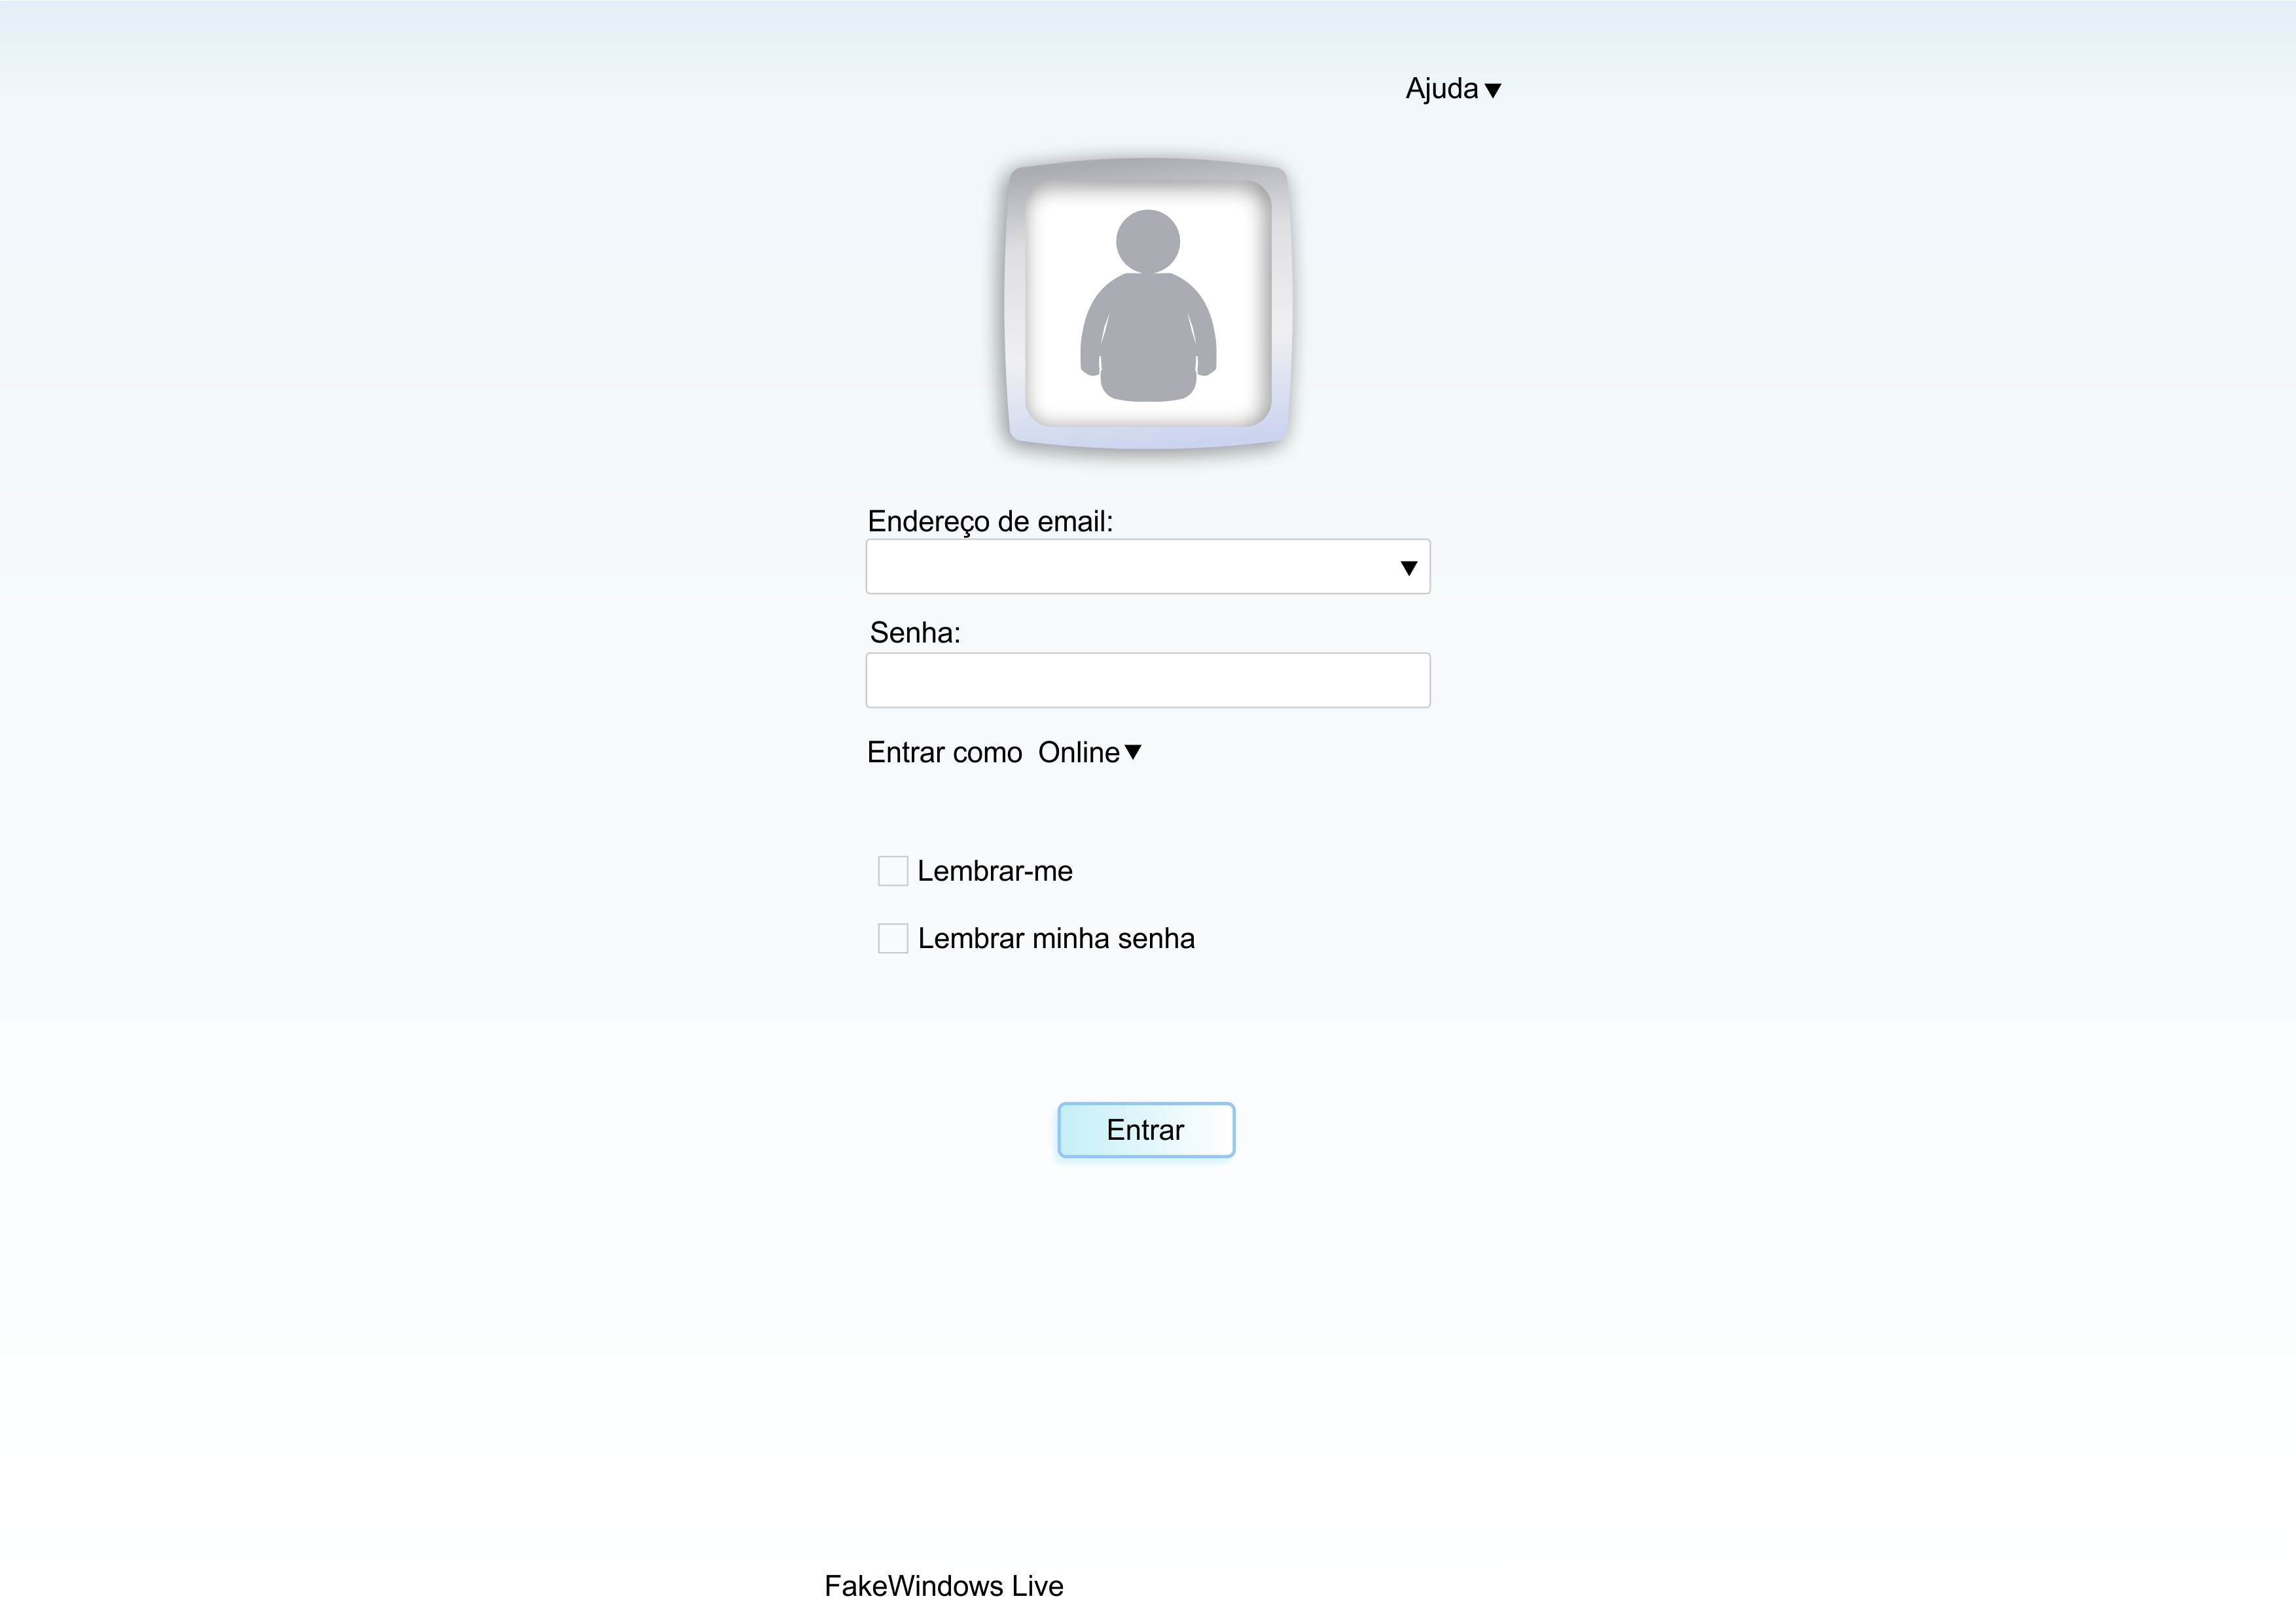 Ajuda
Endereço de email:
Senha:
Entrar como Online
Lembrar-me
Lembrar minha senha
Entrar
FakeWindows Live